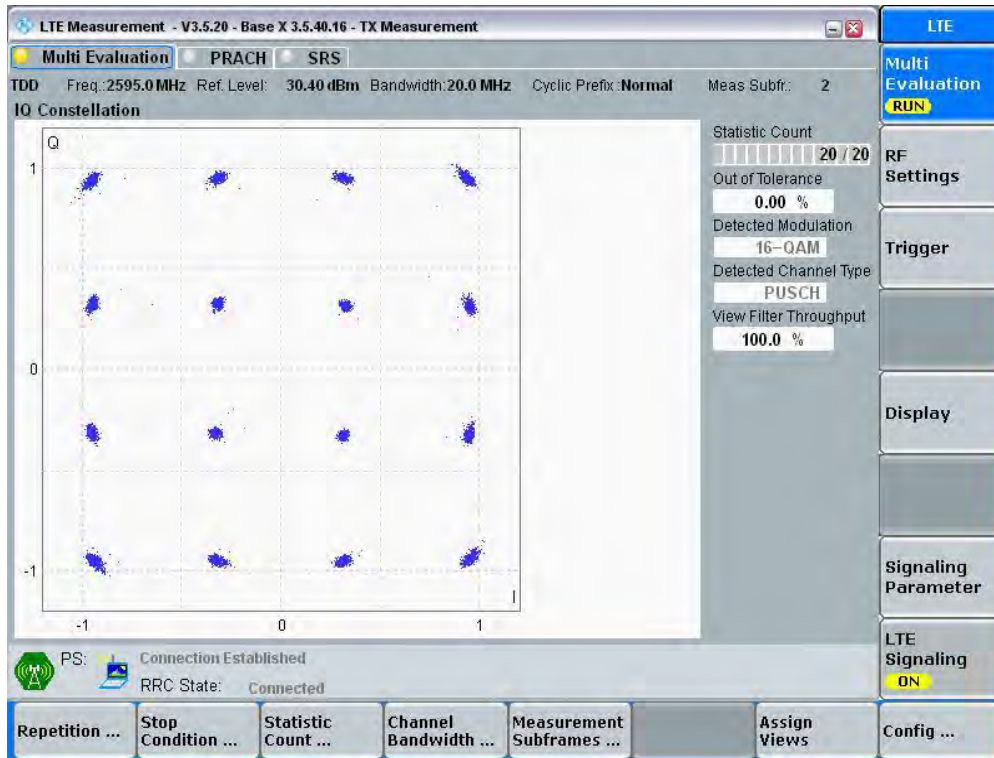 LTE Measurement - V3.5.20 - Base X 3.5.40.16 - TX Measurement
LTE
Multi Evaluation
PRACH
SRS
TDD Freq.:2595.0 MHz Ref. Level: 30.40 dBm Bandwidth:20.0 MHz Cyclic Prefix :Normal Meas Subfr.: 2
IQ Constellation
Q
1
0
-1
I
-1 0 1
Statistic Count
20 / 20
Out of Tolerance
0.00 %
Detected Modulation
16-QAM
Detected Channel Type
PUSCH
View Filter Throughput
100.0 %
Multi
Evaluation
RUN
RF
Settings
Trigger
Display
Signaling
Parameter
LTE
Signaling
ON
PS: Connection Established
RRC State: Connected
Repetition ...
Stop
Condition ...
Statistic
Count ...
Channel
Bandwidth ...
Measurement
Subframes ...
Assign
Views
Config ...